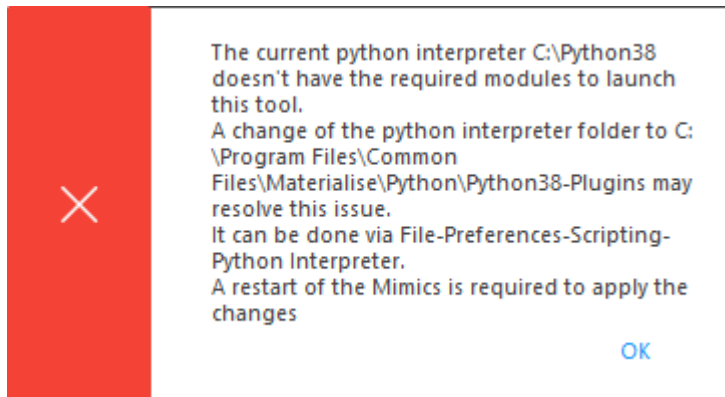 The current python interpreter C:\Python38
doesn't have the required modules to launch
this tool.
A change of the python interpreter folder to C:
\Program Files\Common
Files\Materialise\Python\Python38-Plugins may
resolve this issue.
It can be done via File-Preferences-Scripting-
Python Interpreter.
A restart of the Mimics is required to apply the
changes
OK